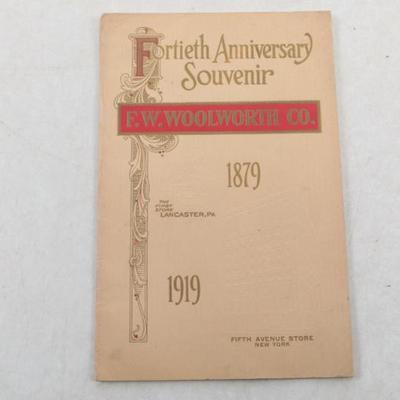 Fortieth Anniversary
Souvenir
F.W. WOOLWORTH CO.
1879
THE
FIRST
STORE
LANCASTER, PA
1919
FIFTH AVENUE STORE
NEW YORK